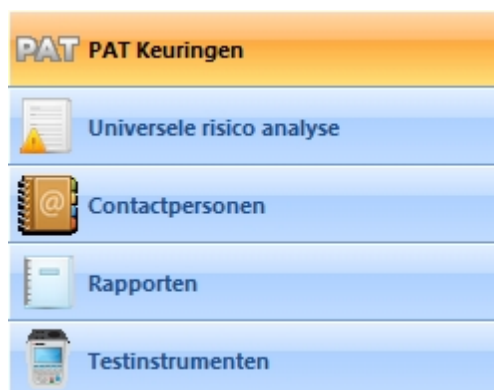 PAT PAT Keuringen
Universele risico analyse
@ Contactpersonen
Rapporten
Testinstrumenten